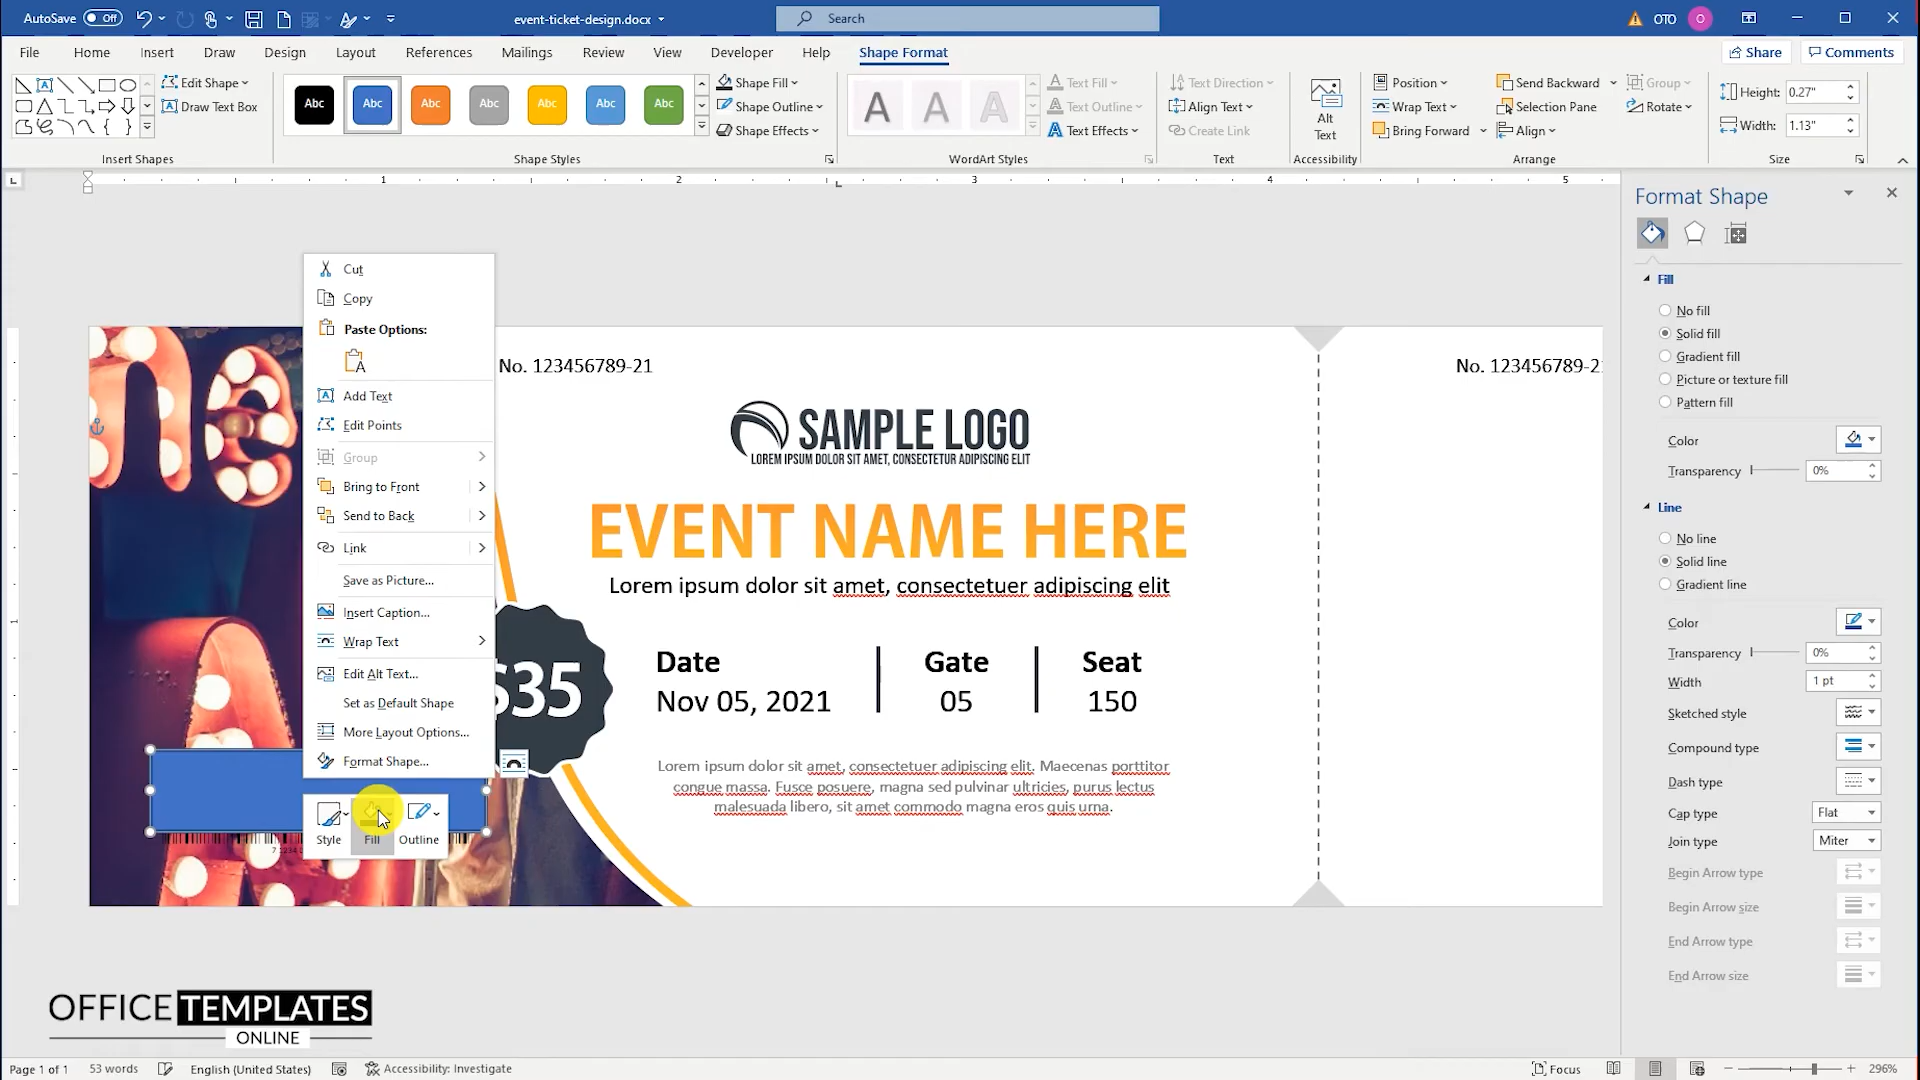 AutoSave Off
event-ticket-design.docx
Search
OTO O
Share Comments
File Home Insert Draw Design Layout References Mailings Review View Developer Help Shape Format
Edit Shape
Draw Text Box
Insert Shapes
Abc Abc Abc Abc Abc Abc Abc
Shape Fill
Shape Outline
Shape Effects
Shape Styles
A A A
Text Fill
Text Outline
Text Effects
WordArt Styles
Text Direction
Align Text
Create Link
Text
Alt
Text
Accessibility
Position
Wrap Text
Bring Forward
Send Backward
Selection Pane
Align
Group
Rotate
Arrange
Height: 0.27"
Width: 1.13"
Size
1 2 3 4 5
Cut
Copy
Paste Options:
Add Text
Edit Points
Group
Bring to Front
Send to Back
Link
Save as Picture...
Insert Caption...
Wrap Text
Edit Alt Text...
Set as Default Shape
More Layout Options...
Format Shape...
Style Fill Outline
No. 123456789-21
No. 123456789-2
SAMPLE LOGO
LOREM IPSUM DOLOR SIT AMET, CONSECTETUR ADIPISCING ELIT
EVENT NAME HERE
Lorem ipsum dolor sit amet, consectetuer adipiscing elit
$35
Date
Nov 05, 2021
Gate
05
Seat
150
Lorem ipsum dolor sit amet, consectetuer adipiscing elit. Maecenas porttitor
congue massa. Fusce posuere, magna sed pulvinar ultricies, purus lectus
malesuada libero, sit amet commodo magna eros quis urna.
Format Shape
Fill
No fill
Solid fill
Gradient fill
Picture or texture fill
Pattern fill
Color
Transparency 0%
Line
No line
Solid line
Gradient line
Color
Transparency 0%
Width 1 pt
Sketched style
Compound type
Dash type
Cap type Flat
Join type Miter
Begin Arrow type
Begin Arrow size
End Arrow type
End Arrow size
OFFICE TEMPLATES
ONLINE
Page 1 of 1 53 words English (United States) Accessibility: Investigate
Focus 296%